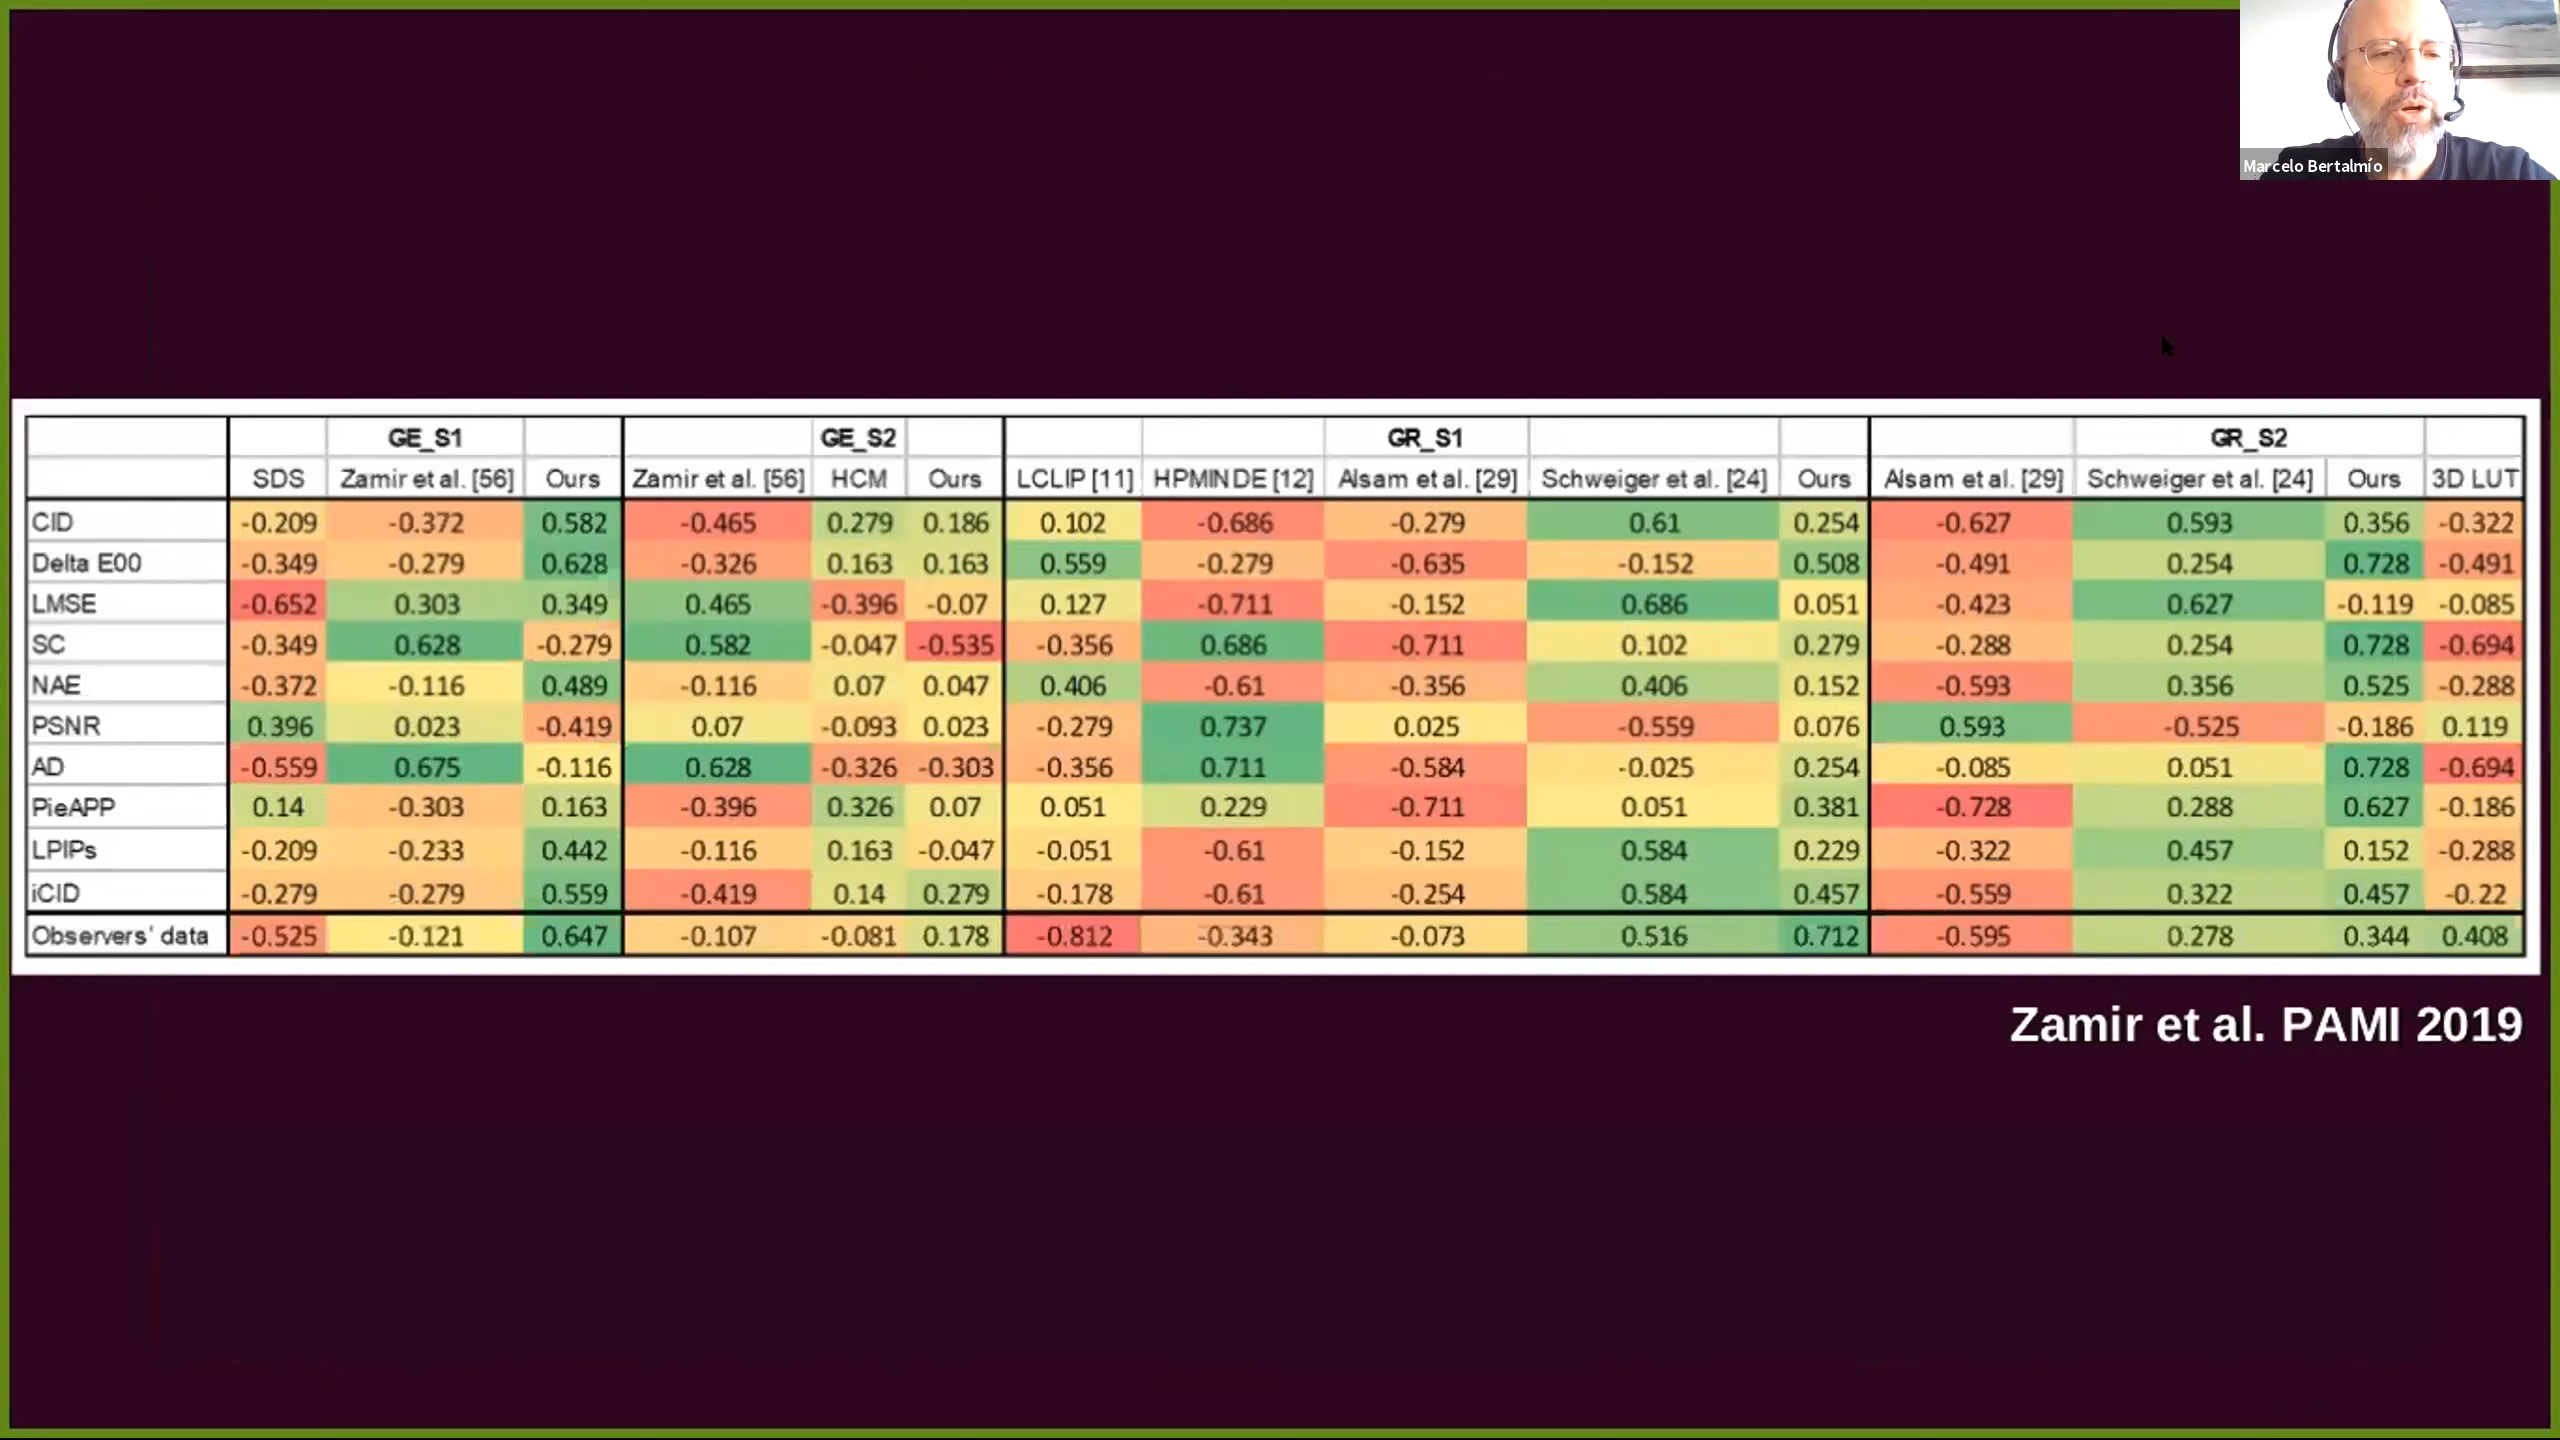 Marcelo Bertalmío
GE_S1 GE_S2 GR_S1 GR_S2
SDS Zamir et al. [56] Ours Zamir et al. [56] HCM Ours LCLIP [11] HPMINDE [12] Alsam et al. [29] Schweiger et al. [24] Ours Alsam et al. [29] Schweiger et al. [24] Ours 3D LUT
CID -0.209 -0.372 0.582 -0.465 0.279 0.186 0.102 -0.686 -0.279 0.61 0.254 -0.627 0.593 0.356 -0.322
Delta E00 -0.349 -0.279 0.628 -0.326 0.163 0.163 0.559 -0.279 -0.635 -0.152 0.508 -0.491 0.254 0.728 -0.491
LMSE -0.652 0.303 0.349 0.465 -0.396 -0.07 0.127 -0.711 -0.152 0.686 0.051 -0.423 0.627 -0.119 -0.085
SC -0.349 0.628 -0.279 0.582 -0.047 -0.535 -0.356 0.686 -0.711 0.102 0.279 -0.288 0.254 0.728 -0.694
NAE -0.372 -0.116 0.489 -0.116 0.07 0.047 0.406 -0.61 -0.356 0.406 0.152 -0.593 0.356 0.525 -0.288
PSNR 0.396 0.023 -0.419 0.07 -0.093 0.023 -0.279 0.737 0.025 -0.559 0.076 0.593 -0.525 -0.186 0.119
AD -0.559 0.675 -0.116 0.628 -0.326 -0.303 -0.356 0.711 -0.584 -0.025 0.254 -0.085 0.051 0.728 -0.694
PieAPP 0.14 -0.303 0.163 -0.396 0.326 0.07 0.051 0.229 -0.711 0.051 0.381 -0.728 0.288 0.627 -0.186
LPIPs -0.209 -0.233 0.442 -0.116 0.163 -0.047 -0.051 -0.61 -0.152 0.584 0.229 -0.322 0.457 0.152 -0.288
iCID -0.279 -0.279 0.559 -0.419 0.14 0.279 -0.178 -0.61 -0.254 0.584 0.457 -0.559 0.322 0.457 -0.22
Observers' data -0.525 -0.121 0.647 -0.107 -0.081 0.178 -0.812 -0.343 -0.073 0.516 0.712 -0.595 0.278 0.344 0.408
Zamir et al. PAMI 2019